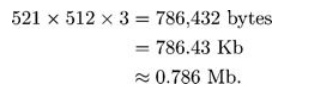 521 × 512 × 3 = 786,432 bytes
= 786.43 Kb
≈ 0.786 Mb.